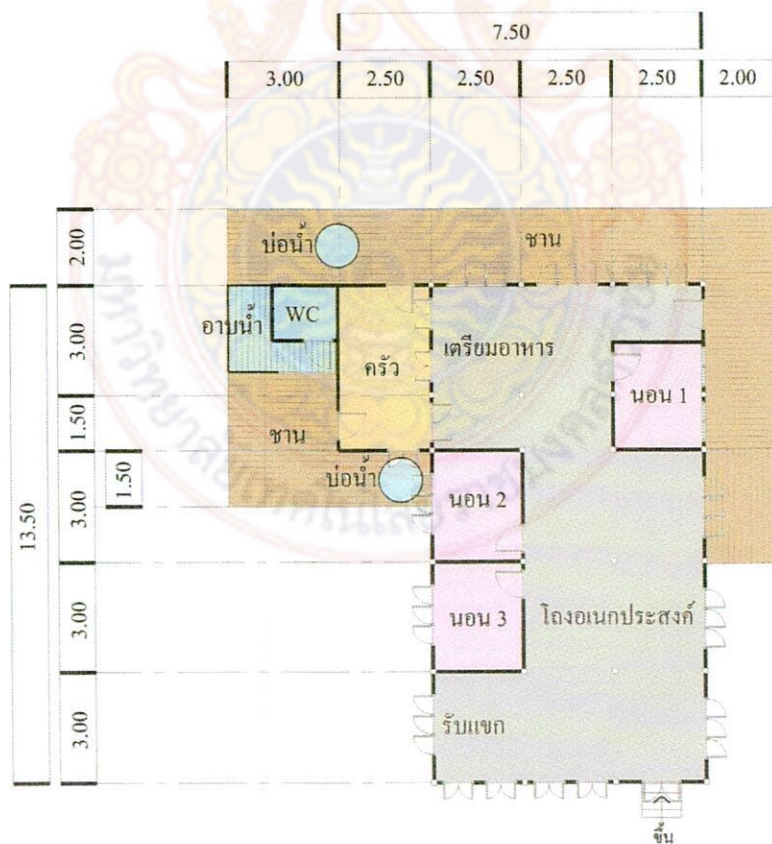 7.50
3.00 2.50 2.50 2.50 2.50 2.00
2.00
บ่อน้ำ
ชาน
3.00
อาบน้ำ
WC
ครัว
เตรียมอาหาร
นอน 1
1.50
ชาน
13.50
3.00
1.50
บ่อน้ำ
นอน 2
3.00
นอน 3
โถงอเนกประสงค์
3.00
รับแขก
ขึ้น